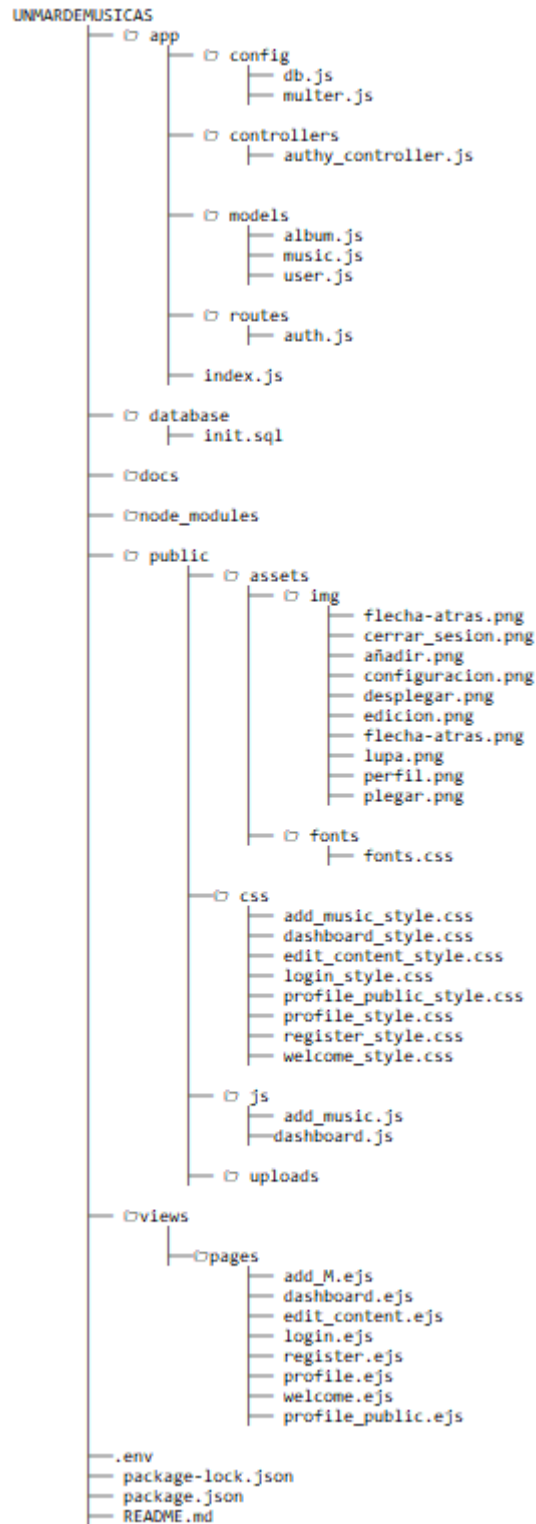 UNMARDEMUSICAS
app
config
db.js
multer.js
controllers
authy_controller.js
models
album.js
music.js
user.js
routes
auth.js
index.js
database
init.sql
docs
node_modules
public
assets
img
flecha-atras.png
cerrar_sesion.png
añadir.png
configuracion.png
desplegar.png
edicion.png
flecha-atras.png
lupa.png
perfil.png
plegar.png
fonts
fonts.css
css
add_music_style.css
dashboard_style.css
edit_content_style.css
login_style.css
profile_public_style.css
profile_style.css
register_style.css
welcome_style.css
js
add_music.js
dashboard.js
uploads
views
pages
add_M.ejs
dashboard.ejs
edit_content.ejs
login.ejs
register.ejs
profile.ejs
welcome.ejs
profile_public.ejs
.env
package-lock.json
package.json
README.md